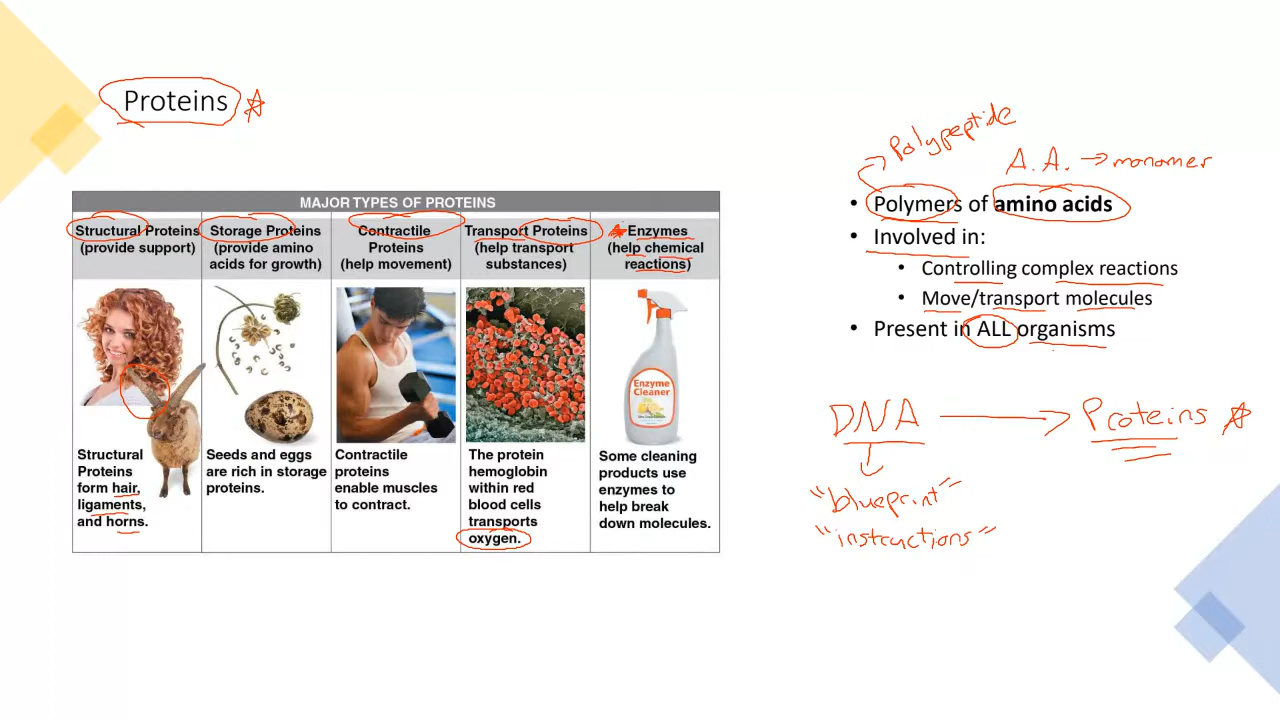 Proteins
MAJOR TYPES OF PROTEINS
Structural Proteins
(provide support)
Structural
Proteins
form hair,
ligaments,
and horns.
Storage Proteins
(provide amino
acids for growth)
Seeds and eggs
are rich in storage
proteins.
Contractile
Proteins
(help movement)
Contractile
proteins
enable muscles
to contract.
Transport Proteins
(help transport
substances)
The protein
hemoglobin
within red
blood cells
transports
oxygen.
Enzymes
(help chemical
reactions)
Enzyme
Cleaner
Some cleaning
products use
enzymes to
help break
down molecules.
Polypeptide
A.A. → monomer
• Polymers of amino acids
• Involved in:
• Controlling complex reactions
• Move/transport molecules
• Present in ALL organisms
DNA → Proteins
"blueprint"
"instructions"